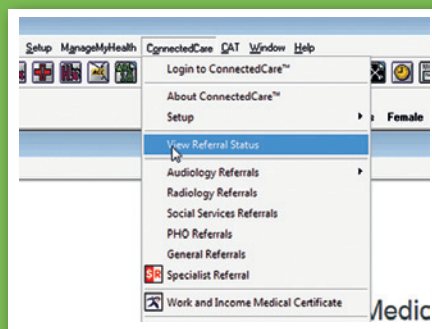 Setup ManageMyHealth ConnectedCare CAT Window Help
Login to ConnectedCare™
About ConnectedCare™
Setup
Female
View Referral Status
Audiology Referrals
Radiology Referrals
Social Services Referrals
PHO Referrals
General Referrals
SR Specialist Referral
Work and Income Medical Certificate